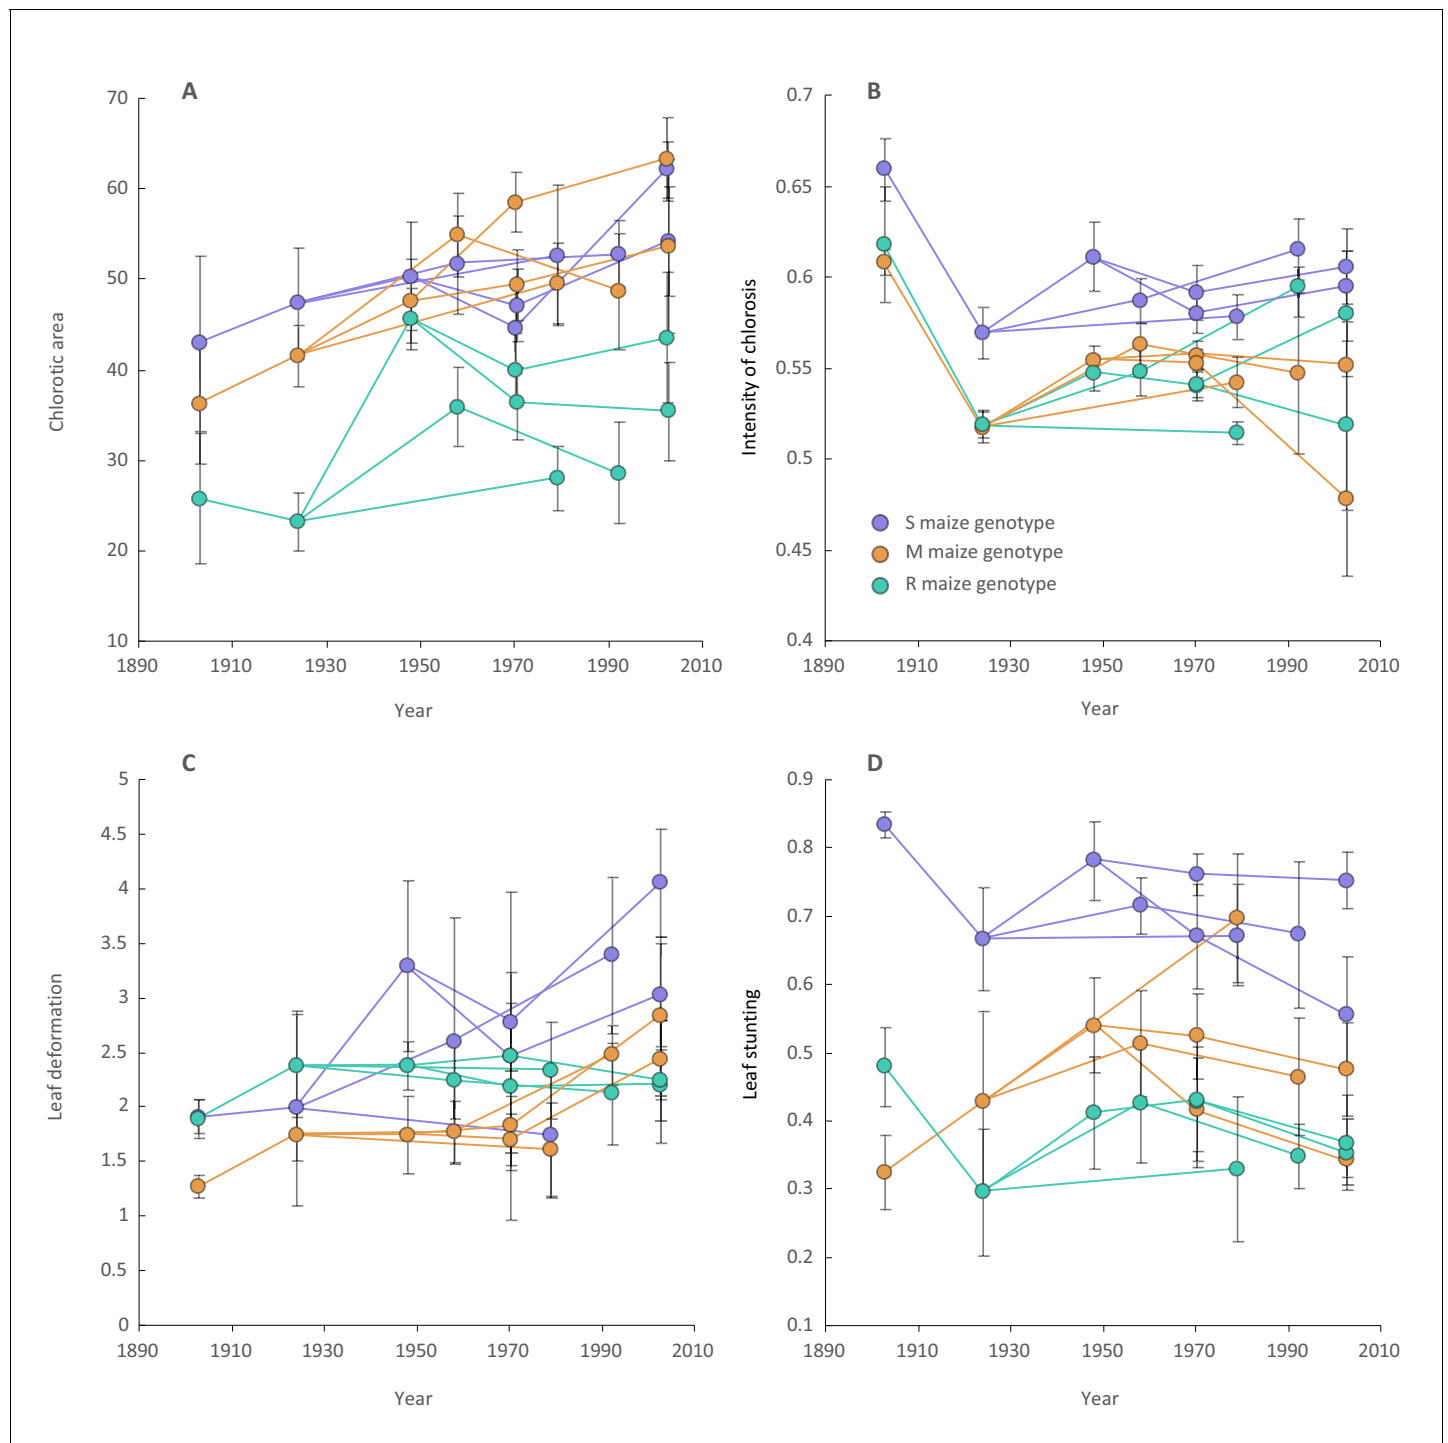 A
70
60
50
40
30
20
10
Chlorotic area
1890 1910 1930 1950 1970 1990 2010
Year
B
0.7
0.65
0.6
0.55
0.5
0.45
0.4
Intensity of chlorosis
S maize genotype
M maize genotype
R maize genotype
1890 1910 1930 1950 1970 1990 2010
Year
C
5
4.5
4
3.5
3
2.5
2
1.5
1
0.5
0
Leaf deformation
1890 1910 1930 1950 1970 1990 2010
Year
D
0.9
0.8
0.7
0.6
0.5
0.4
0.3
0.2
0.1
Leaf stunting
1890 1910 1930 1950 1970 1990 2010
Year